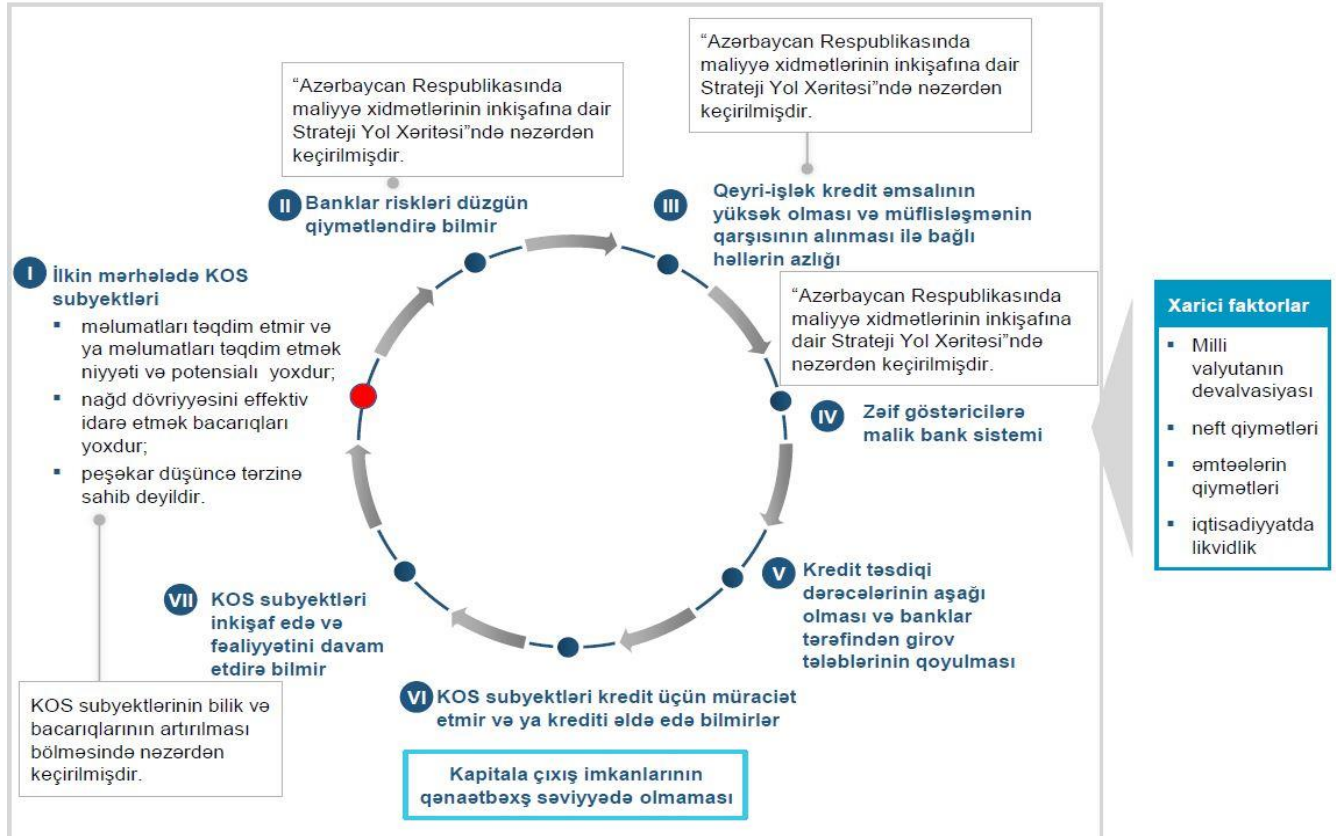 “Azərbaycan Respublikasında
maliyyə xidmətlərinin inkişafına dair
Strateji Yol Xəritəsi”ndə nəzərdən
keçirilmişdir.
“Azərbaycan Respublikasında
maliyyə xidmətlərinin inkişafına dair
Strateji Yol Xəritəsi”ndə nəzərdən
keçirilmişdir.
II Banklar riskləri düzgün
qiymətləndirə bilmir
III Qeyri-işlək kredit əmsalının
yüksək olması və müflisləşmənin
qarşısının alınması ilə bağlı
həllərin azlığı
I İlkin mərhələdə KOS
subyektləri
▪ məlumatları təqdim etmir və
ya məlumatları təqdim etmək
niyyəti və potensialı yoxdur;
▪ nağd dövriyyəsini effektiv
idarə etmək bacarıqları
yoxdur;
▪ peşəkar düşüncə tərzinə
sahib deyildir.
“Azərbaycan Respublikasında
maliyyə xidmətlərinin inkişafına
dair Strateji Yol Xəritəsi”ndə
nəzərdən keçirilmişdir.
IV Zəif göstəricilərə
malik bank sistemi
Xarici faktorlar
▪ Milli
valyutanın
devalvasiyası
▪ neft qiymətləri
▪ əmtəələrin
qiymətləri
▪ iqtisadiyyatda
likvidlik
V Kredit təsdiqi
dərəcələrinin aşağı
olması və banklar
tərəfindən girov
tələblərinin qoyulması
VII KOS subyektləri
inkişaf edə və
fəaliyyətini davam
etdirə bilmir
VI KOS subyektləri kredit üçün müraciət
etmir və ya krediti əldə edə bilmirlər
KOS subyektlərinin bilik və
bacarıqlarının artırılması
bölməsində nəzərdən
keçirilmişdir.
Kapitala çıxış imkanlarının
qənaətbəxş səviyyədə olmaması